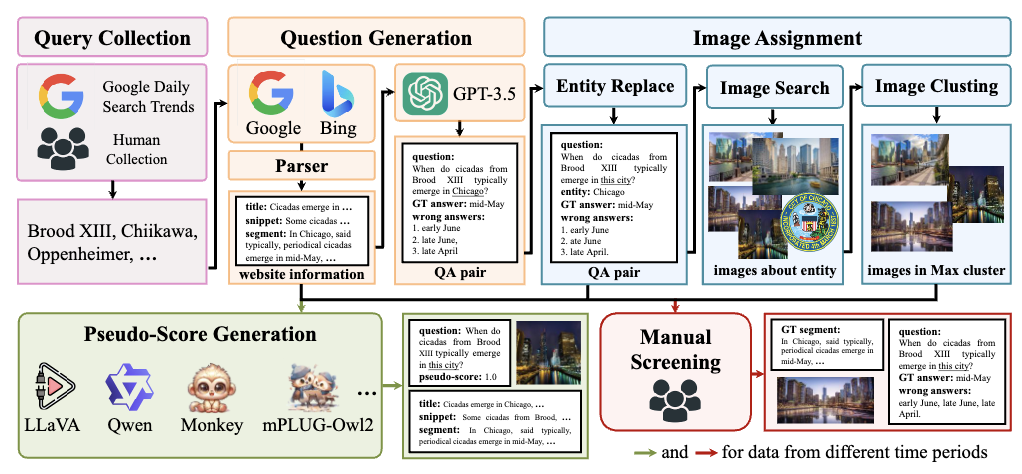 Query Collection
Question Generation
Image Assignment
Google Daily
Search Trends
Human
Collection
Brood XIII, Chiikawa,
Oppenheimer, ...
Google
Bing
Parser
title: Cicadas emerge in ...
snippet: Some cicadas ...
segment: In Chicago, said
typically, periodical cicadas
emerge in mid-May, ...
website information
GPT-3.5
question:
When do cicadas from
Brood XIII typically
emerge in Chicago?
GT answer: mid-May
wrong answers:
1. early June
2. late June,
3. late April
QA pair
Entity Replace
question:
When do cicadas from
Brood XIII typically
emerge in this city?
entity: Chicago
GT answer: mid-May
wrong answers:
1. early June
2. ate June
3. late April.
QA pair
Image Search
CITY OF CHICAGO
INCORPORATED 4th MARCH 1837
images about entity
Image Clusting
images in Max cluster
Pseudo-Score Generation
LLaVA
Qwen
Monkey
mPLUG-Owl2
...
question: When do
cicadas from Brood
XIII typically emerge
in this city?
pseudo-score: 1.0
title: Cicadas emerge in Chicago, ...
snippet: Some cicadas from Brood, ...
segment: In Chicago, said typically,
periodical cicadas emerge in mid-May, ...
Manual
Screening
GT segment:
In Chicago, said typically,
periodical cicadas emerge in
mid-May, ...
question:
When do cicadas from
Brood XIII typically
emerge in this city?
GT answer: mid-May
wrong answers:
early June, late June, late
April.
and
for data from different time periods